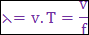 λ = v. T = v/f